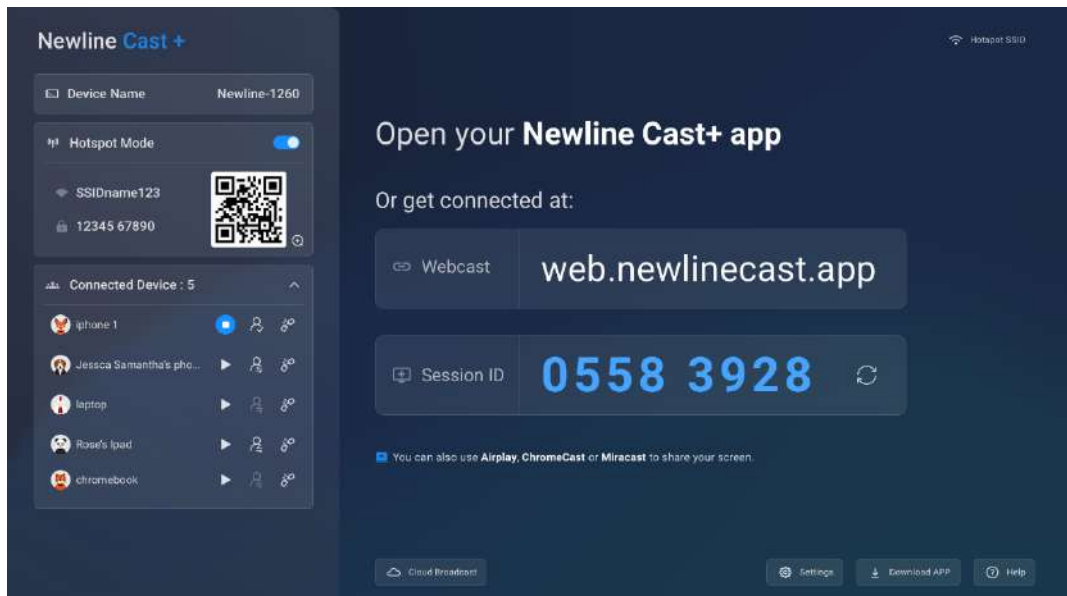 Newline Cast +
Hotspot SSID
Device Name Newline-1260
Hotspot Mode
SSIDname123
12345 67890
Connected Device : 5
iphone 1
Jessca Samantha's pho...
laptop
Rose's Ipad
chromebook
Open your Newline Cast+ app
Or get connected at:
Webcast web.newlinecast.app
Session ID 0558 3928
You can also use Airplay, ChromeCast or Miracast to share your screen.
Cloud Broadcast
Settings
Download APP
Help